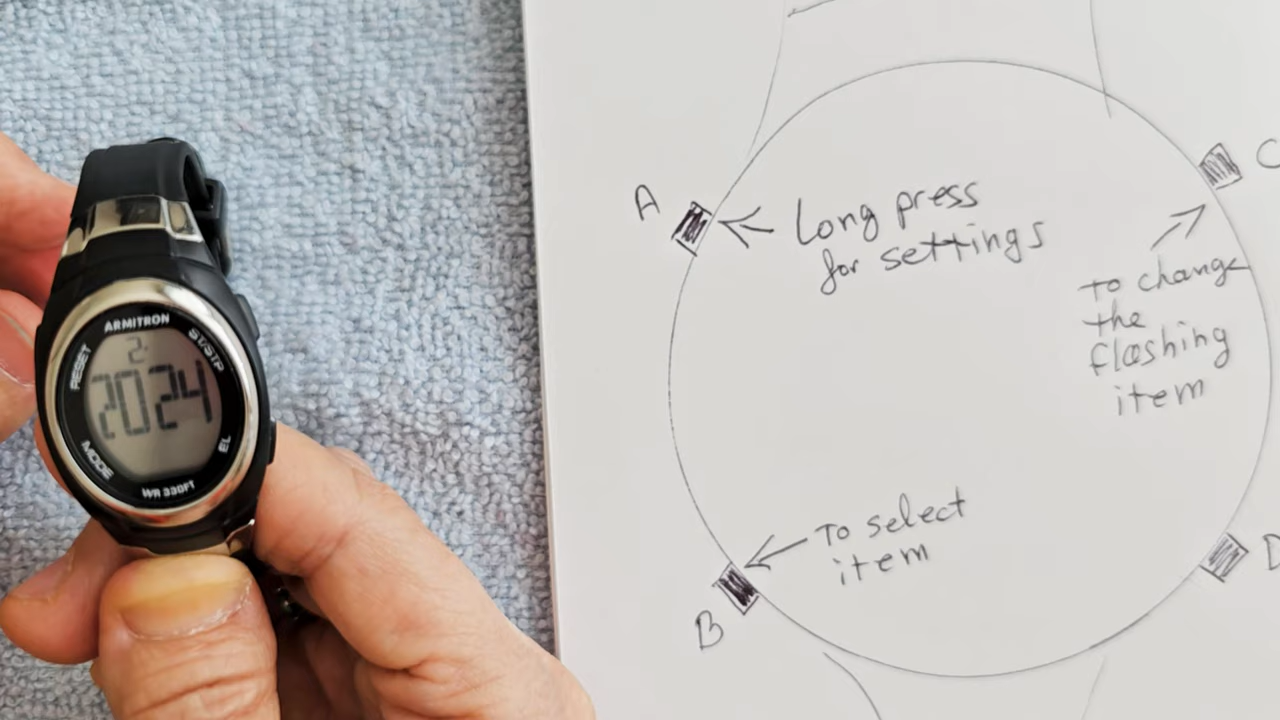 ARMITRON
RESET
ST/STP
2.
2024
MODE
EL
WR 330FT
A
Long press
for settings
C
to change
the
flashing
item
To select
item
B
D